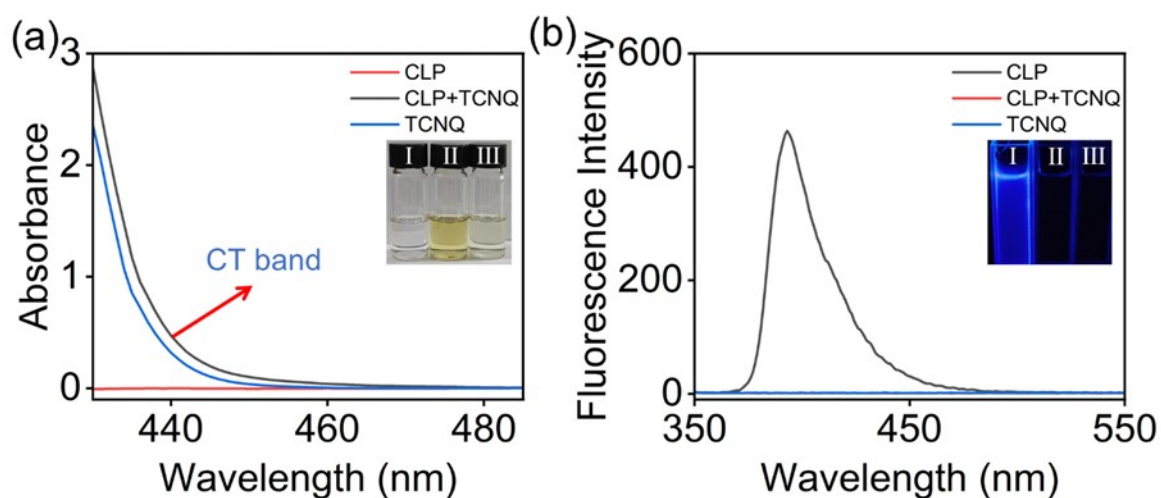 (a)
3
2
1
0
Absorbance
CLP
CLP+TCNQ
TCNQ
I II III
CT band
440 460 480
Wavelength (nm)
(b)
600
400
200
0
Fluorescence Intensity
CLP
CLP+TCNQ
TCNQ
I II III
350 450 550
Wavelength (nm)